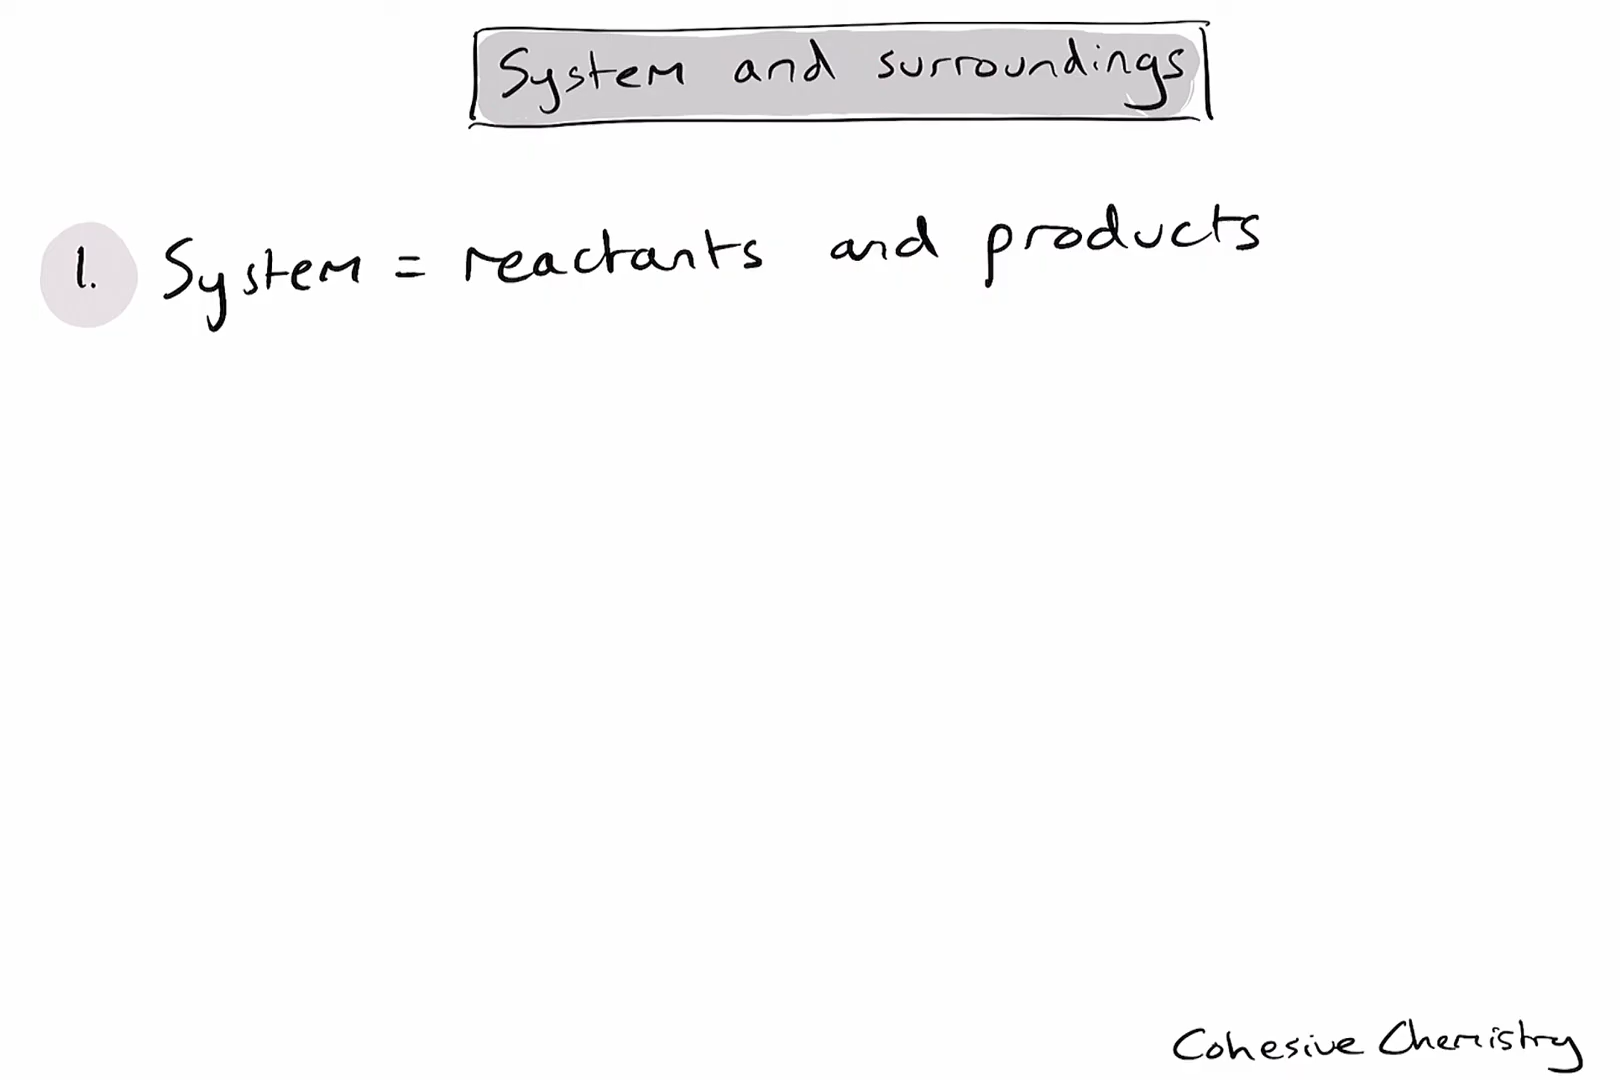 System and surroundings
1. System = reactants and products
Cohesive Chemistry